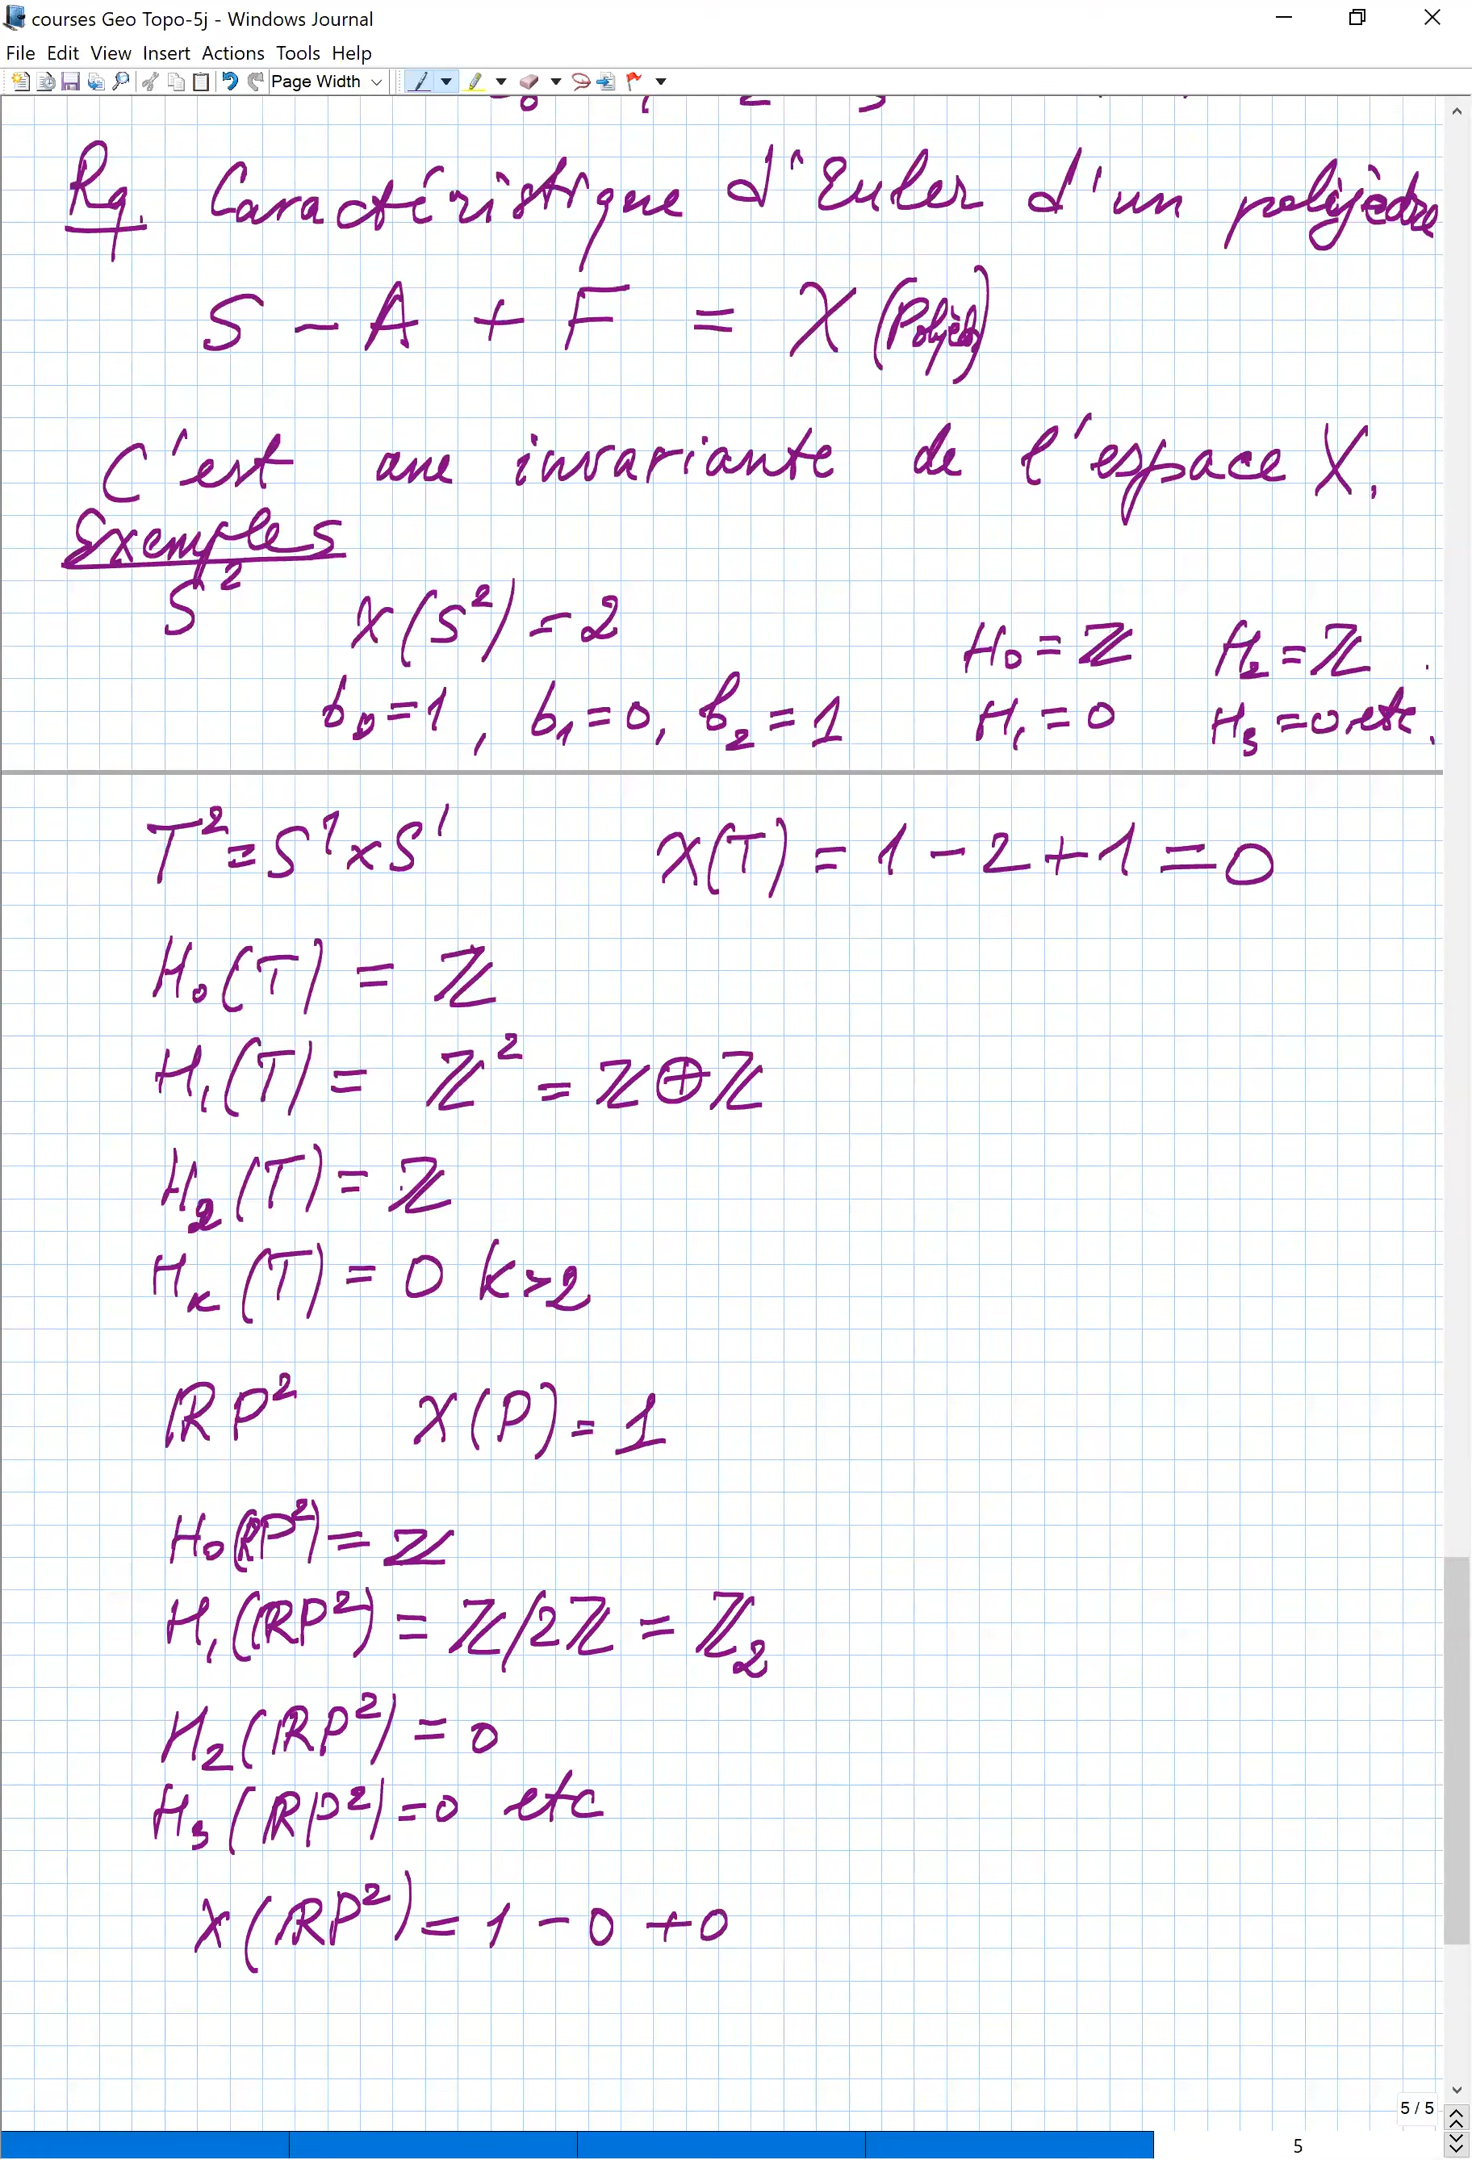 courses Geo Topo-5j - Windows Journal
File Edit View Insert Actions Tools Help
Page Width
Rq. Caractéristique d'Euler d'un polyèdre
S - A + F = χ (Polyèdre)
C'est une invariante de l'espace X.
Exemples
S² χ(S²) = 2
H₀ = ℤ H₂ = ℤ
b₀ = 1, b₁ = 0, b₂ = 1 H₁ = 0 H₃ = 0 etc.
T² = S¹ × S¹ χ(T) = 1 - 2 + 1 = 0
H₀(T) = ℤ
H₁(T) = ℤ² = ℤ ⊕ ℤ
H₂(T) = ℤ
Hₖ(T) = 0 k > 2
RP² χ(P) = 1
H₀(RP²) = ℤ
H₁(RP²) = ℤ/2ℤ = ℤ₂
H₂(RP²) = 0
H₃(RP²) = 0 etc
χ(RP²) = 1 - 0 + 0
5 / 5
5